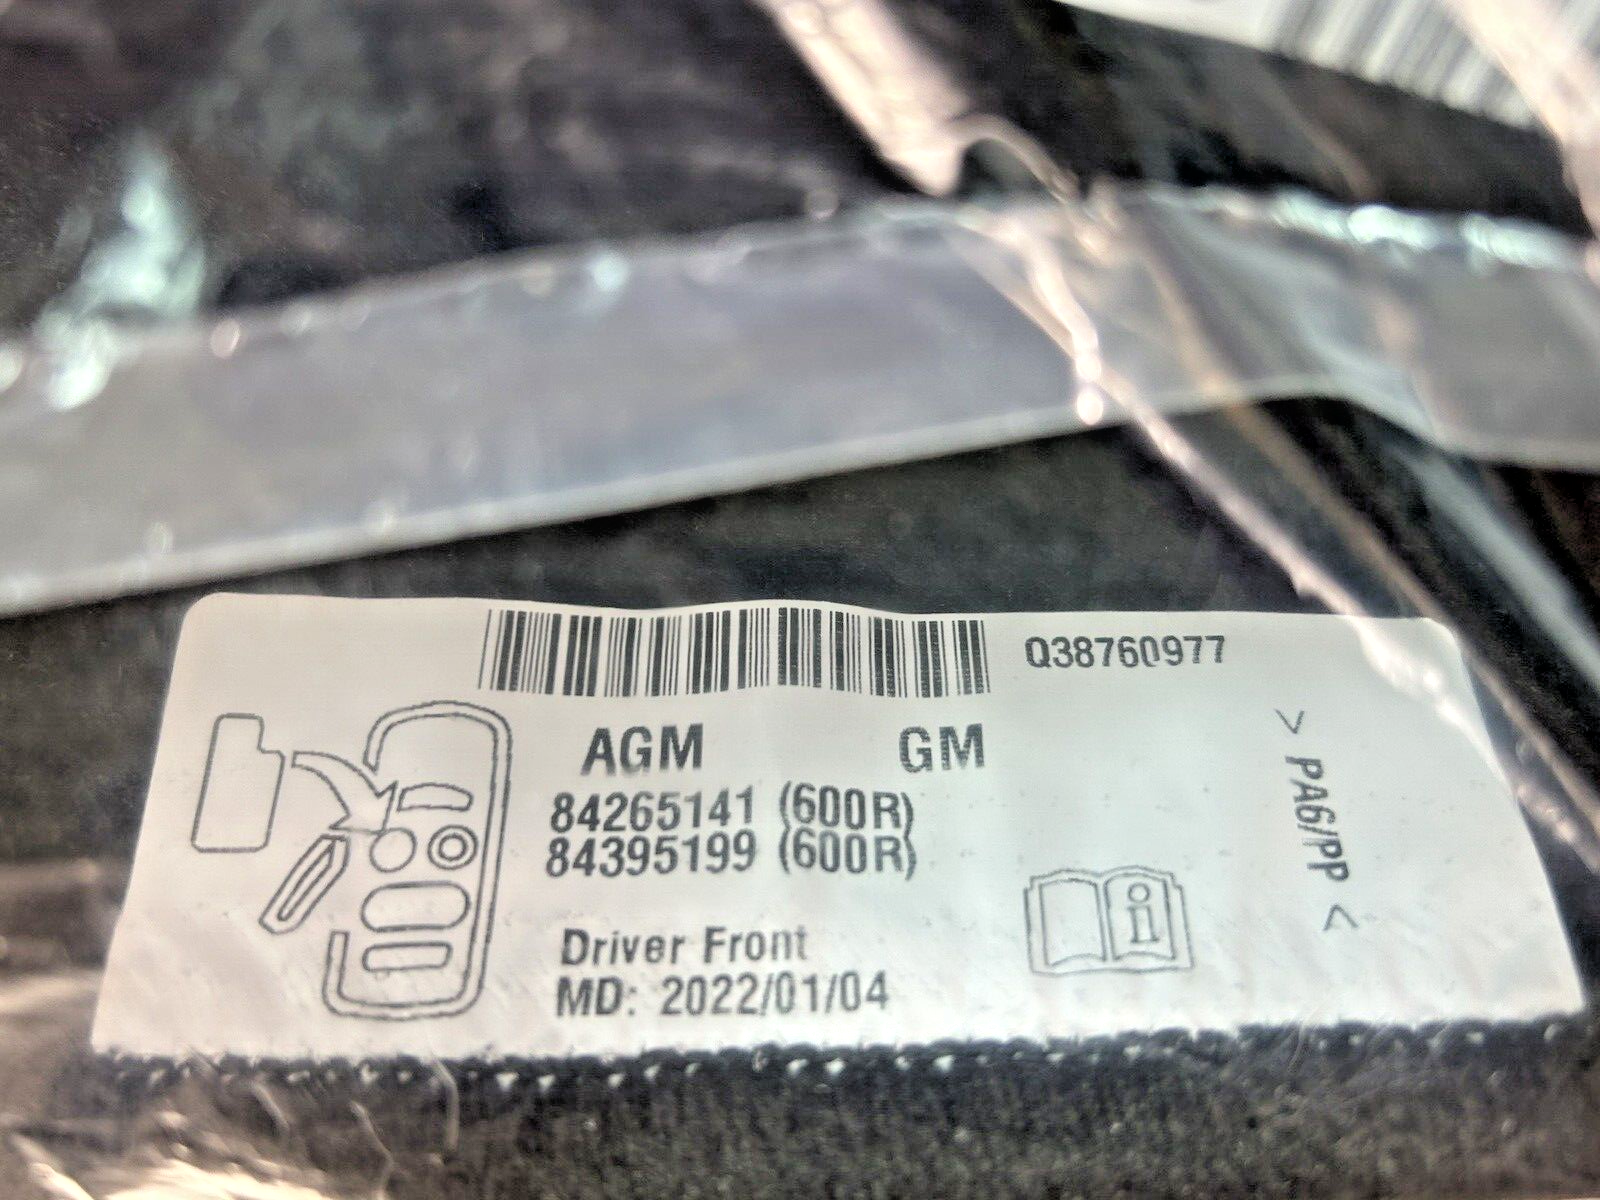 Q38760977
AGM GM
84265141 (600R)
84395199 (600R)
Driver Front
MD: 2022/01/04
> PA6/PP <
i